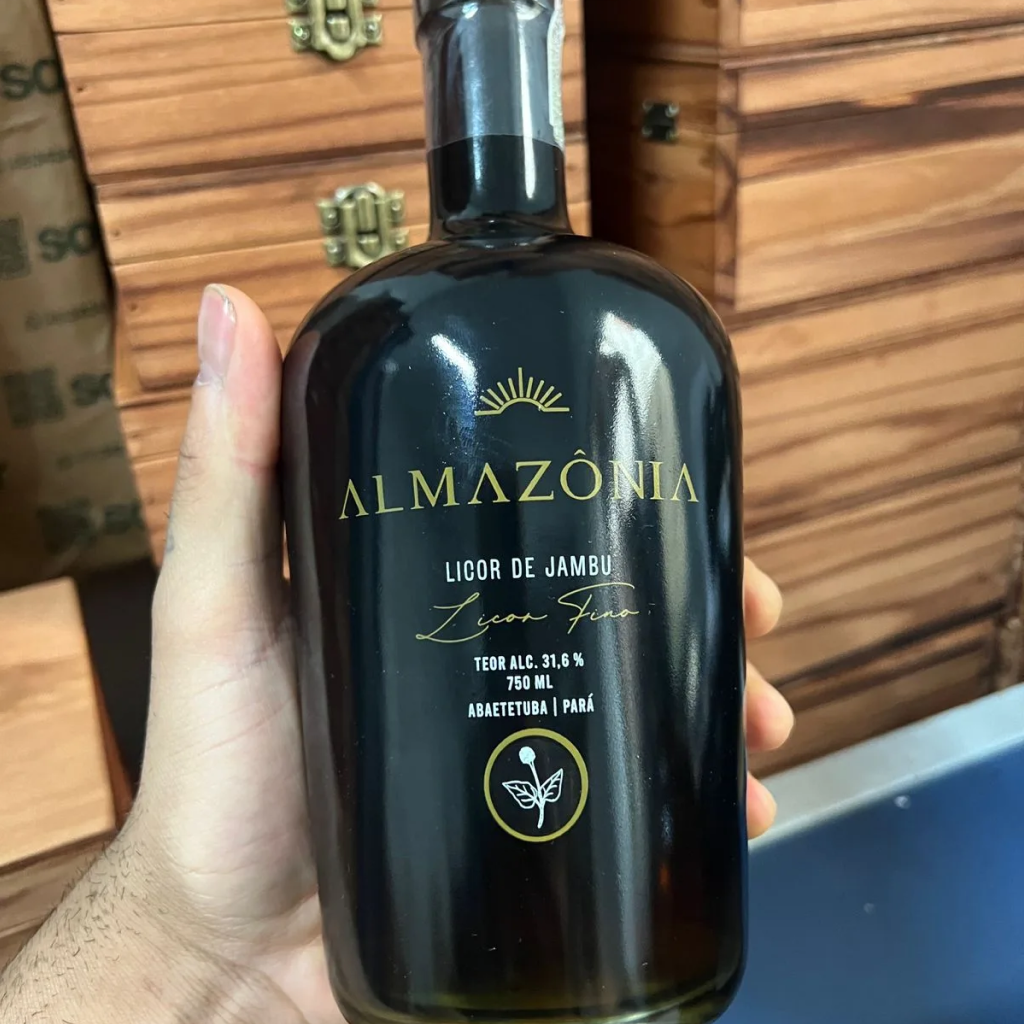 ALMAZÔNIA
LICOR DE JAMBU
Licor Fino
TEOR ALC. 31,6 %
750 ML
ABAETETUBA | PARÁ